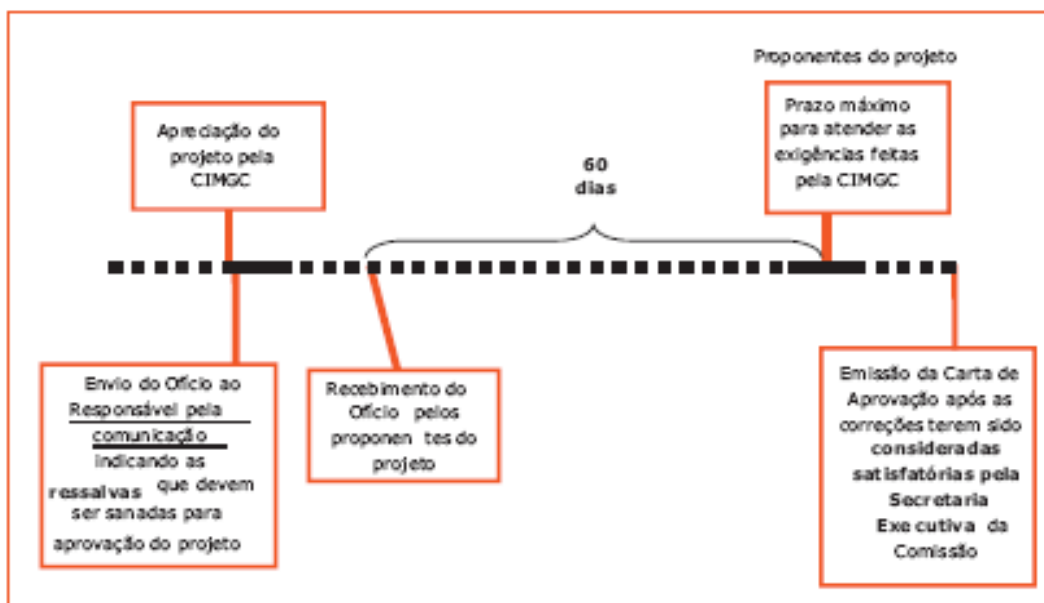 Proponentes do projeto
Apreciação do
projeto pela
CIMGC
60
dias
Prazo máximo
para atender as
exigências feitas
pela CIMGC
Envio do Ofício ao
Responsável pela
comunicação
indicando as
ressalvas que devem
ser sanadas para
aprovação do projeto
Recebimento do
Ofício pelos
proponen tes do
projeto
Emissão da Carta de
Aprovação após as
correções terem sido
consideradas
satisfatórias pela
Secretaria
Exe cutiva da
Comissão